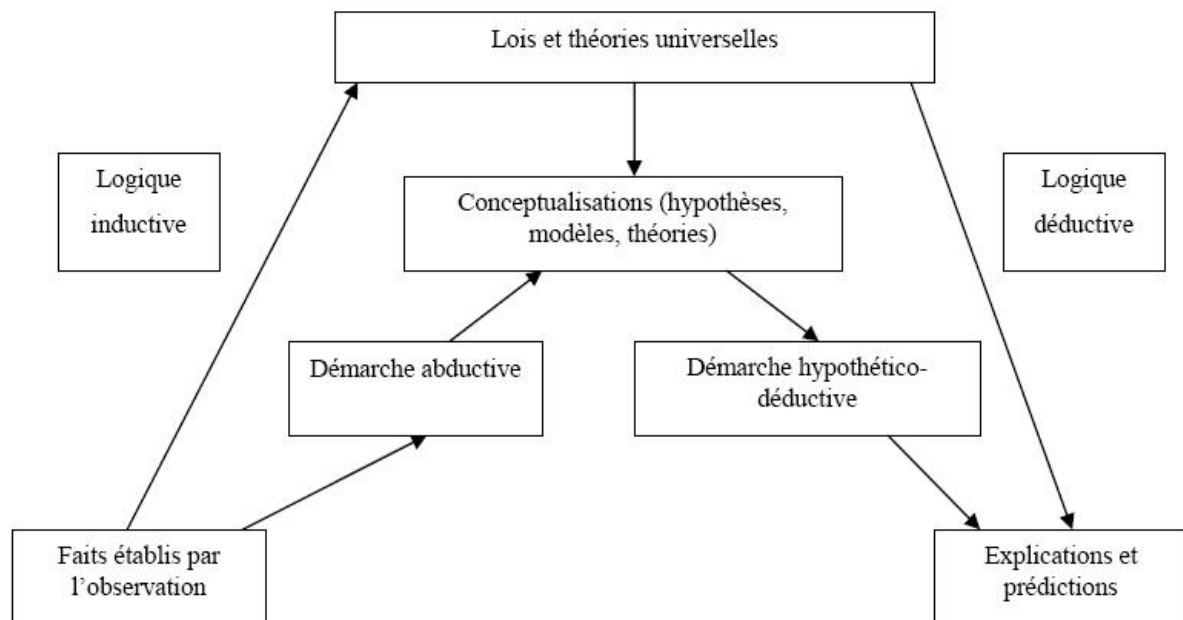 Lois et théories universelles
Logique
inductive
Conceptualisations (hypothèses,
modèles, théories)
Logique
déductive
Démarche abductive
Démarche hypothético-
déductive
Faits établis par
l’observation
Explications et
prédictions